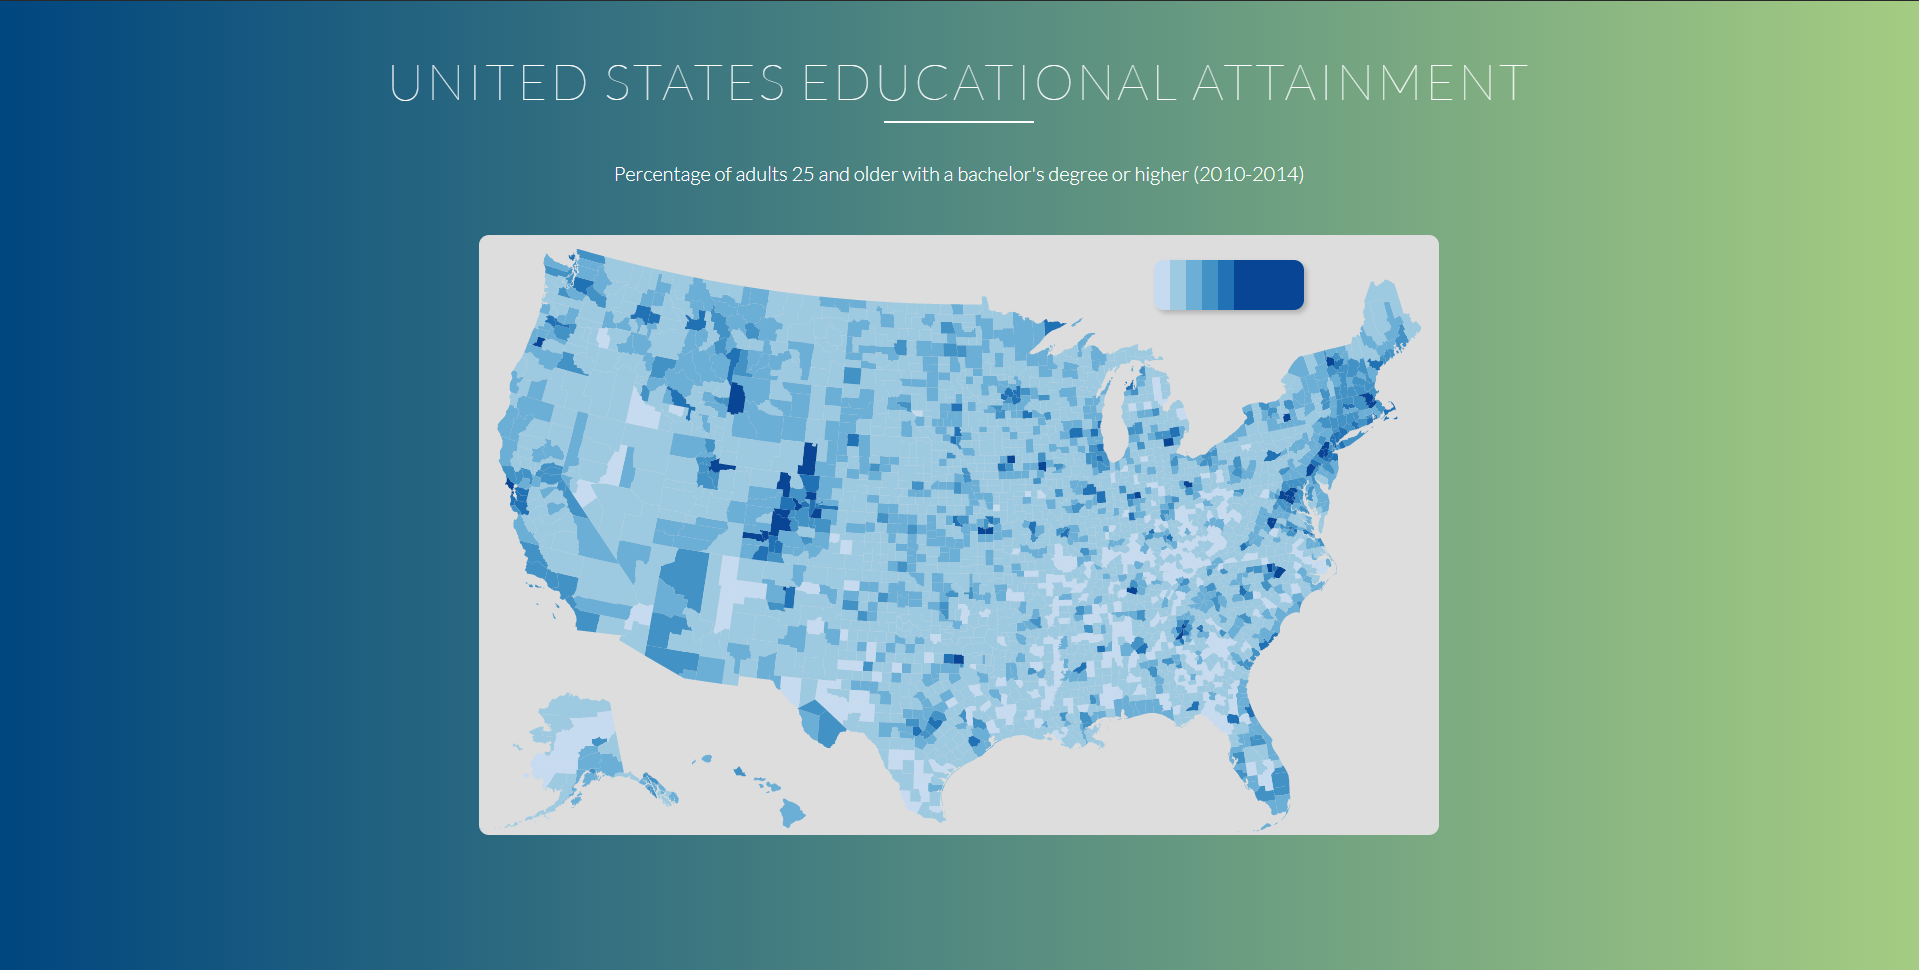 UNITED STATES EDUCATIONAL ATTAINMENT
Percentage of adults 25 and older with a bachelor's degree or higher (2010-2014)